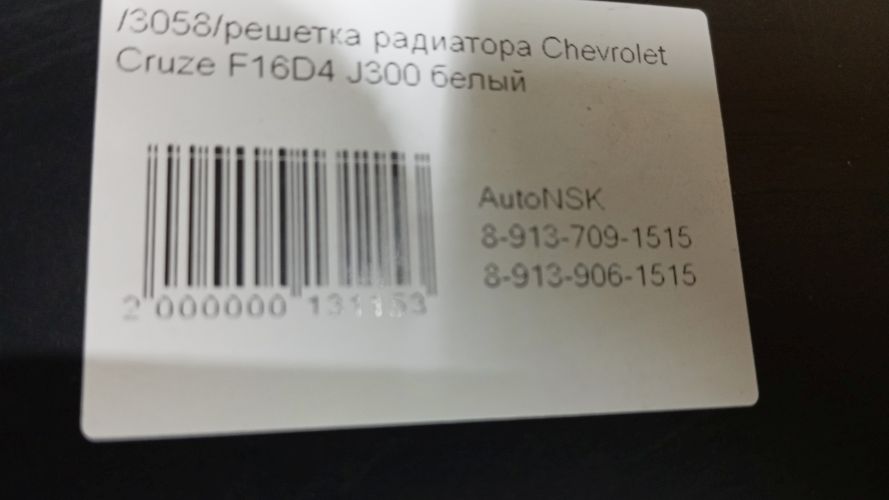 /3058/решетка радиатора Chevrolet
Cruze F16D4 J300 белый
AutoNSK
8-913-709-1515
8-913-906-1515
2 000000 131153